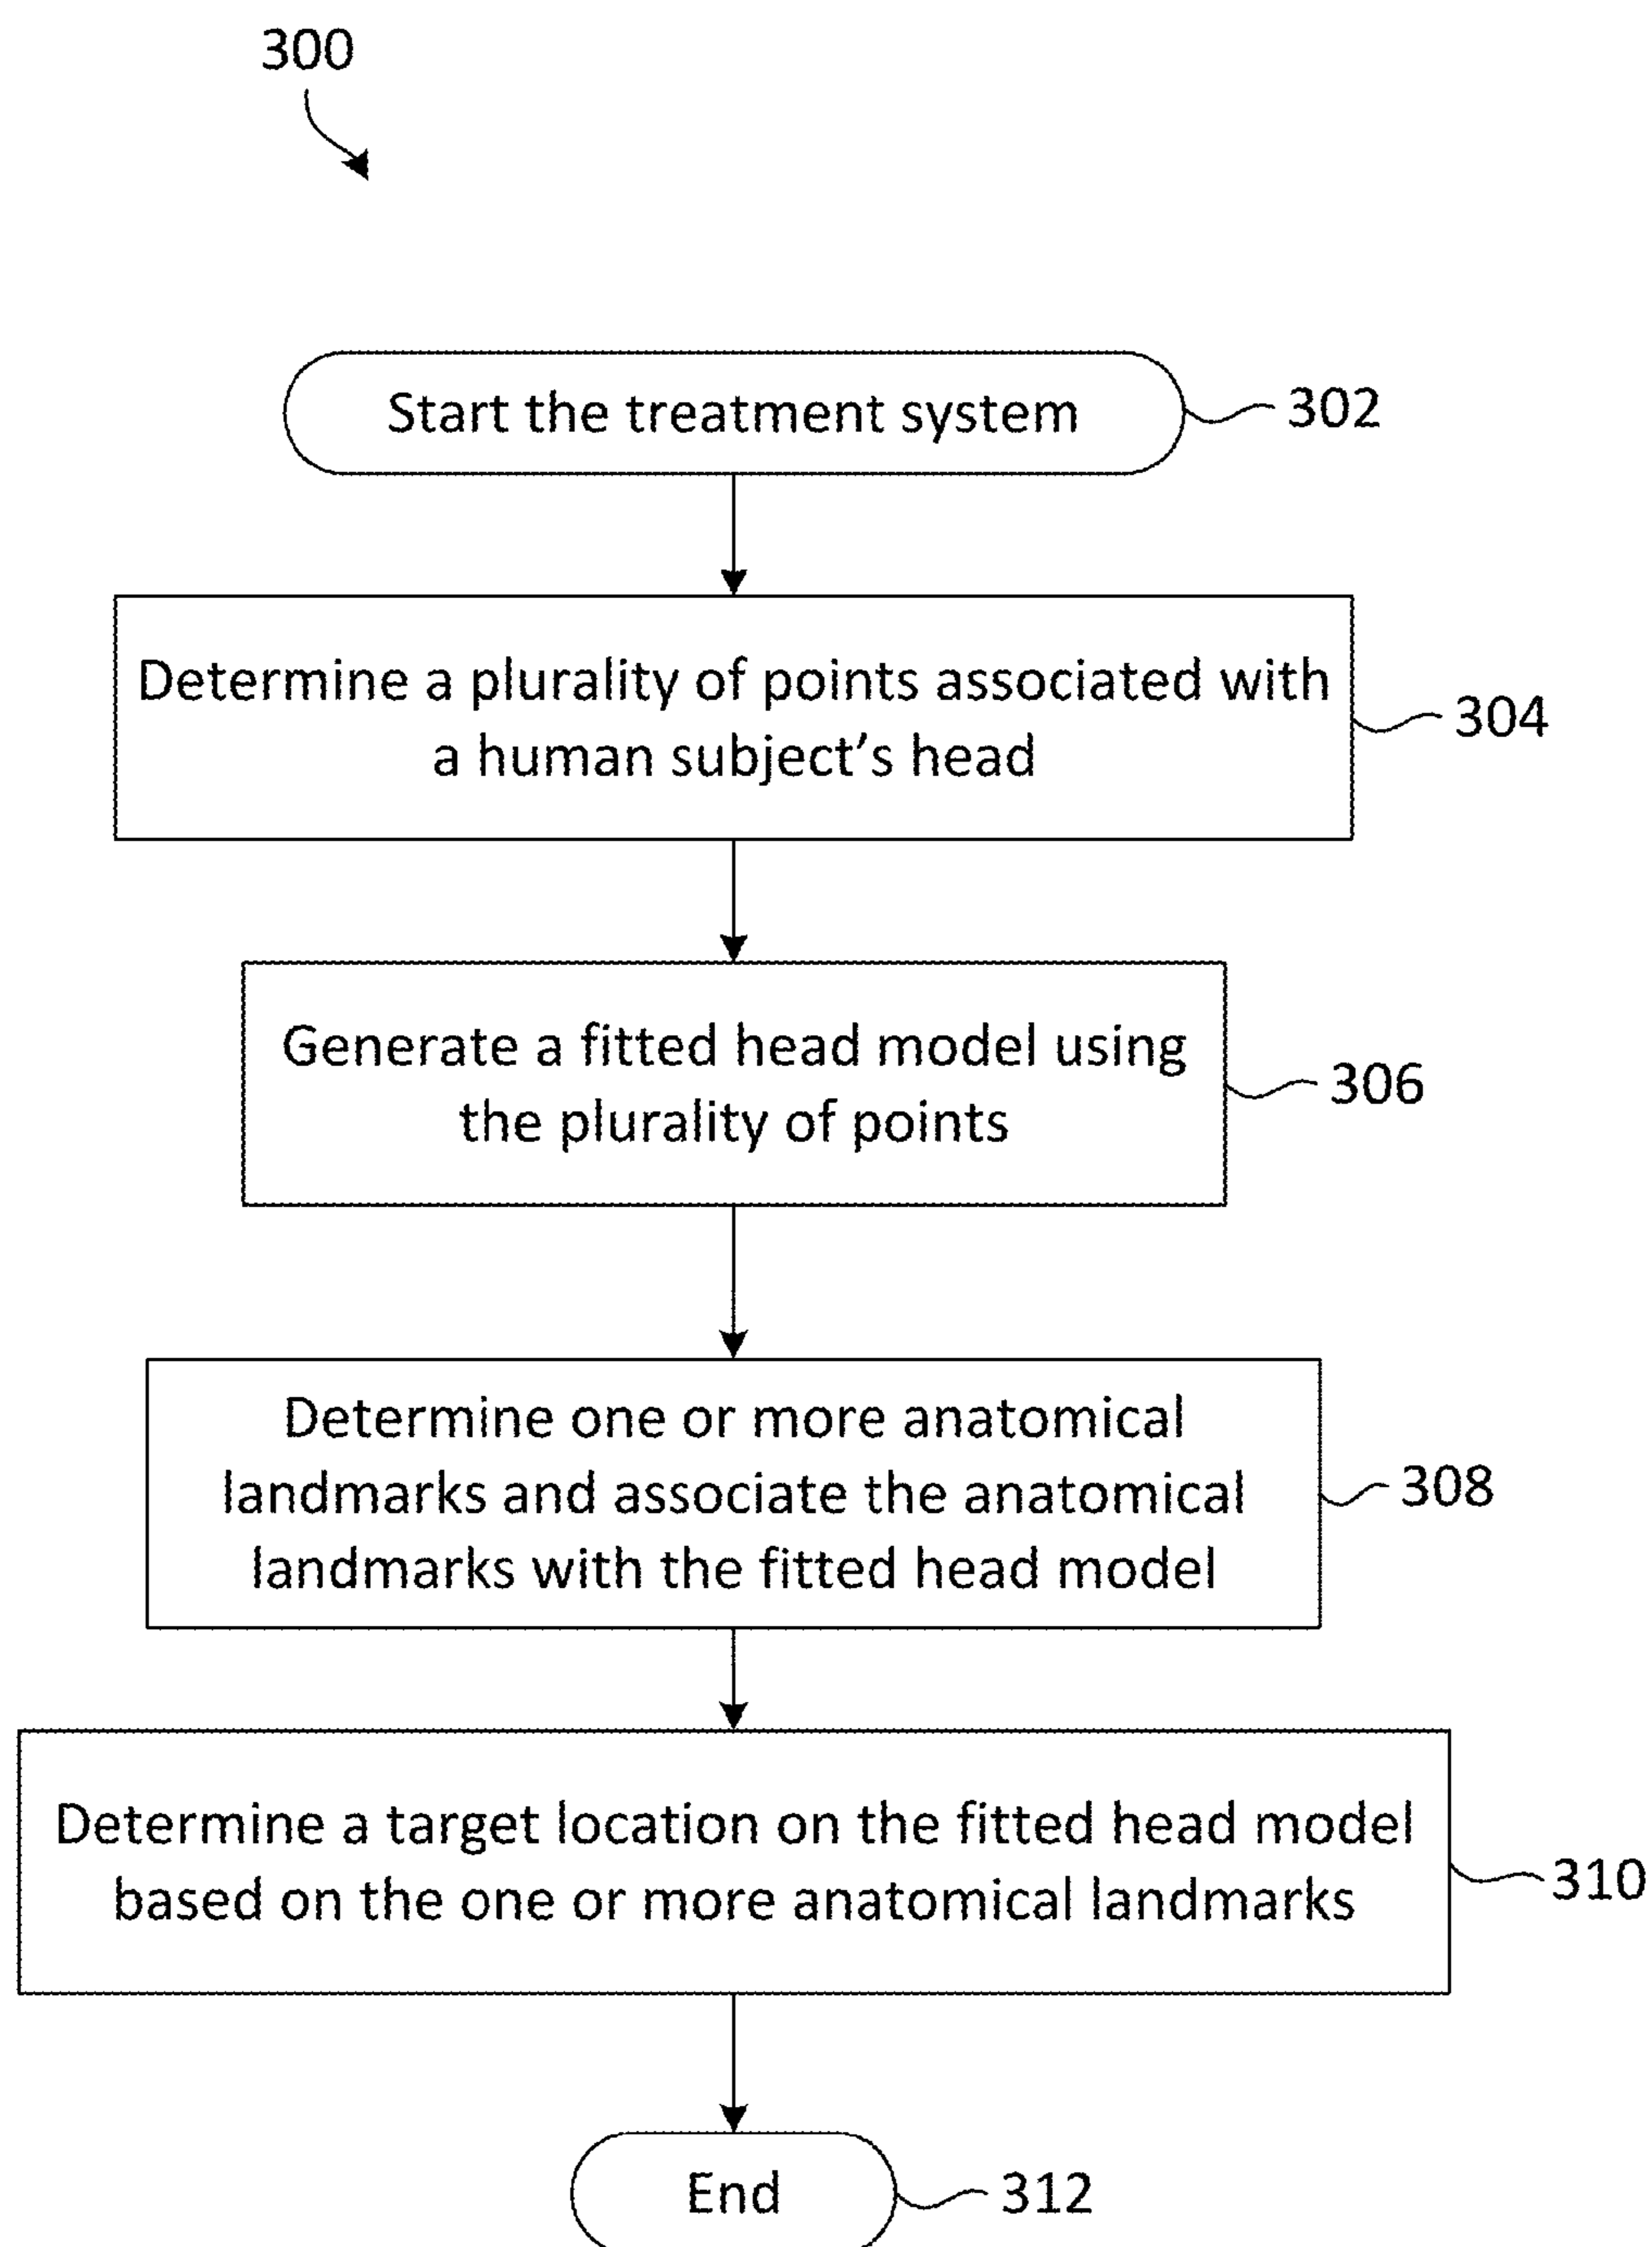 300
Start the treatment system
302
Determine a plurality of points associated with
a human subject’s head
304
Generate a fitted head model using
the plurality of points
306
Determine one or more anatomical
landmarks and associate the anatomical
landmarks with the fitted head model
308
Determine a target location on the fitted head model
based on the one or more anatomical landmarks
310
End
312